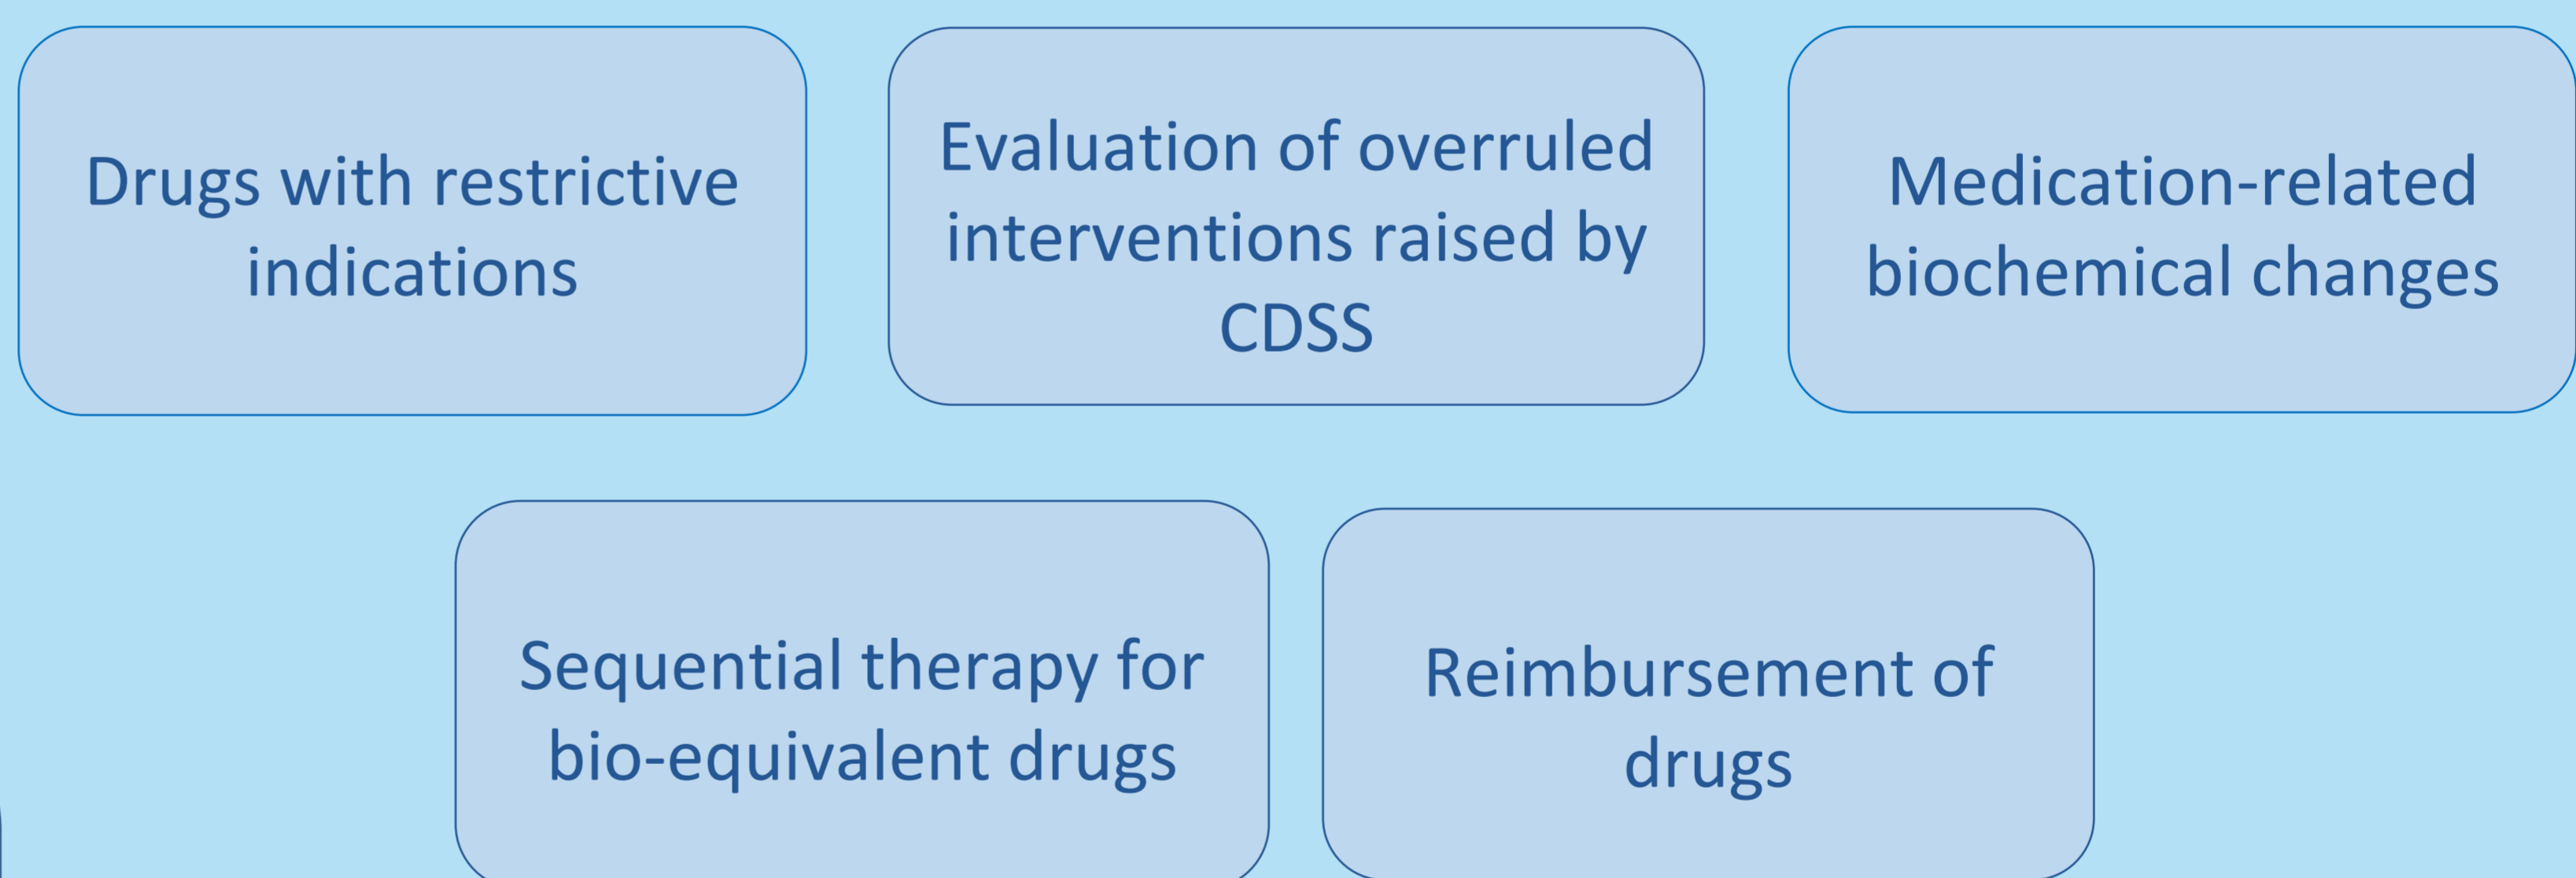 Drugs with restrictive
indications
Evaluation of overruled
interventions raised by
CDSS
Medication-related
biochemical changes
Sequential therapy for
bio-equivalent drugs
Reimbursement of
drugs